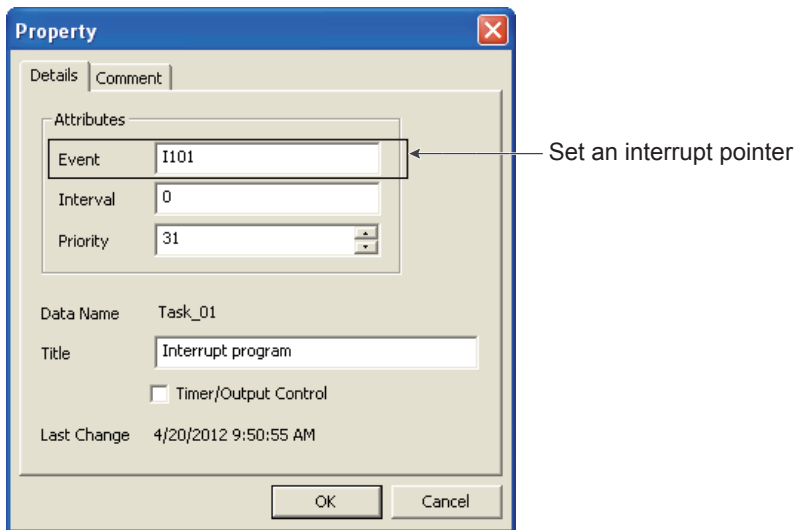 Property
Details Comment
Attributes
Event I101
Set an interrupt pointer
Interval 0
Priority 31
Data Name Task_01
Title Interrupt program
Timer/Output Control
Last Change 4/20/2012 9:50:55 AM
OK Cancel